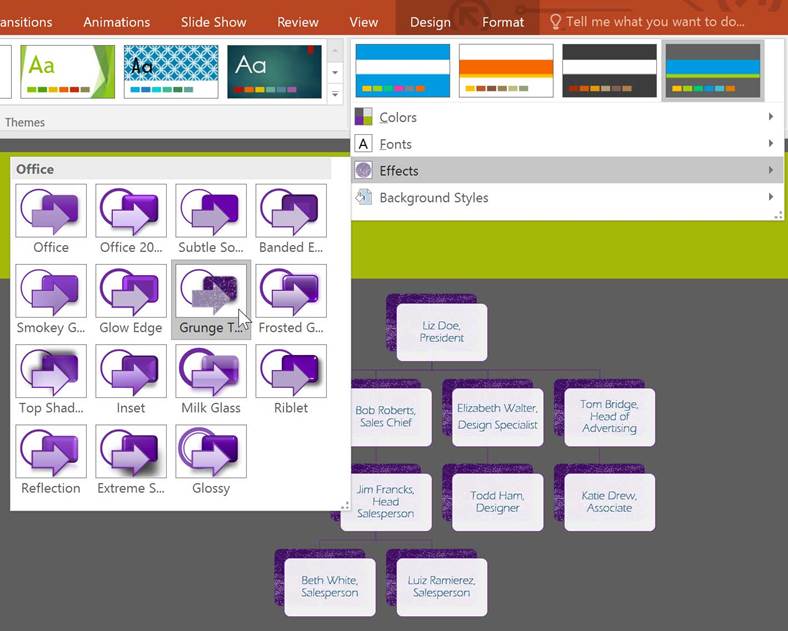 ansitions Animations Slide Show Review View Design Format Tell me what you want to do...
Aa Aa Aa
Themes
Colors
A Fonts
Effects
Background Styles
Office
Office Office 20... Subtle So... Banded E...
Smokey G... Glow Edge Grunge T... Frosted G...
Top Shad... Inset Milk Glass Riblet
Reflection Extreme S... Glossy
Liz Doe,
President
Bob Roberts,
Sales Chief
Elizabeth Walter,
Design Specialist
Tom Bridge,
Head of
Advertising
Jim Francks,
Head
Salesperson
Todd Ham,
Designer
Katie Drew,
Associate
Beth White,
Salesperson
Luiz Ramierez,
Salesperson